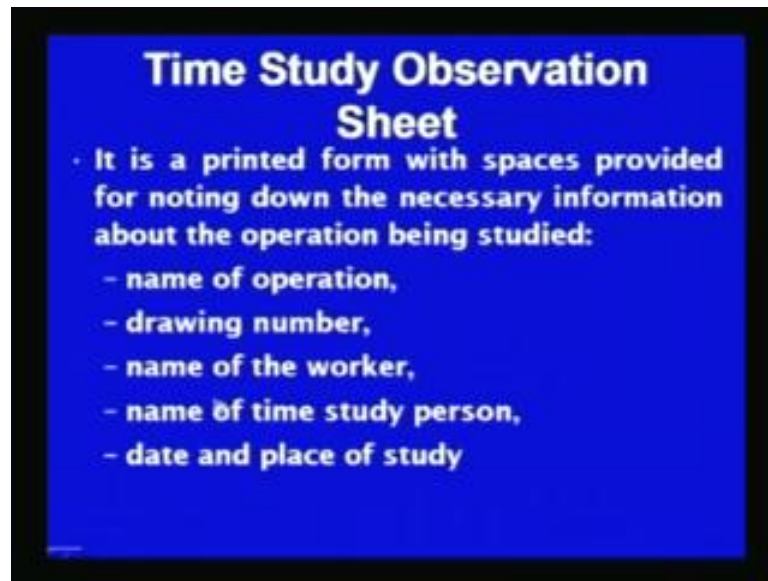 Time Study Observation
Sheet
· It is a printed form with spaces provided
for noting down the necessary information
about the operation being studied:
– name of operation,
– drawing number,
– name of the worker,
– name of time study person,
– date and place of study